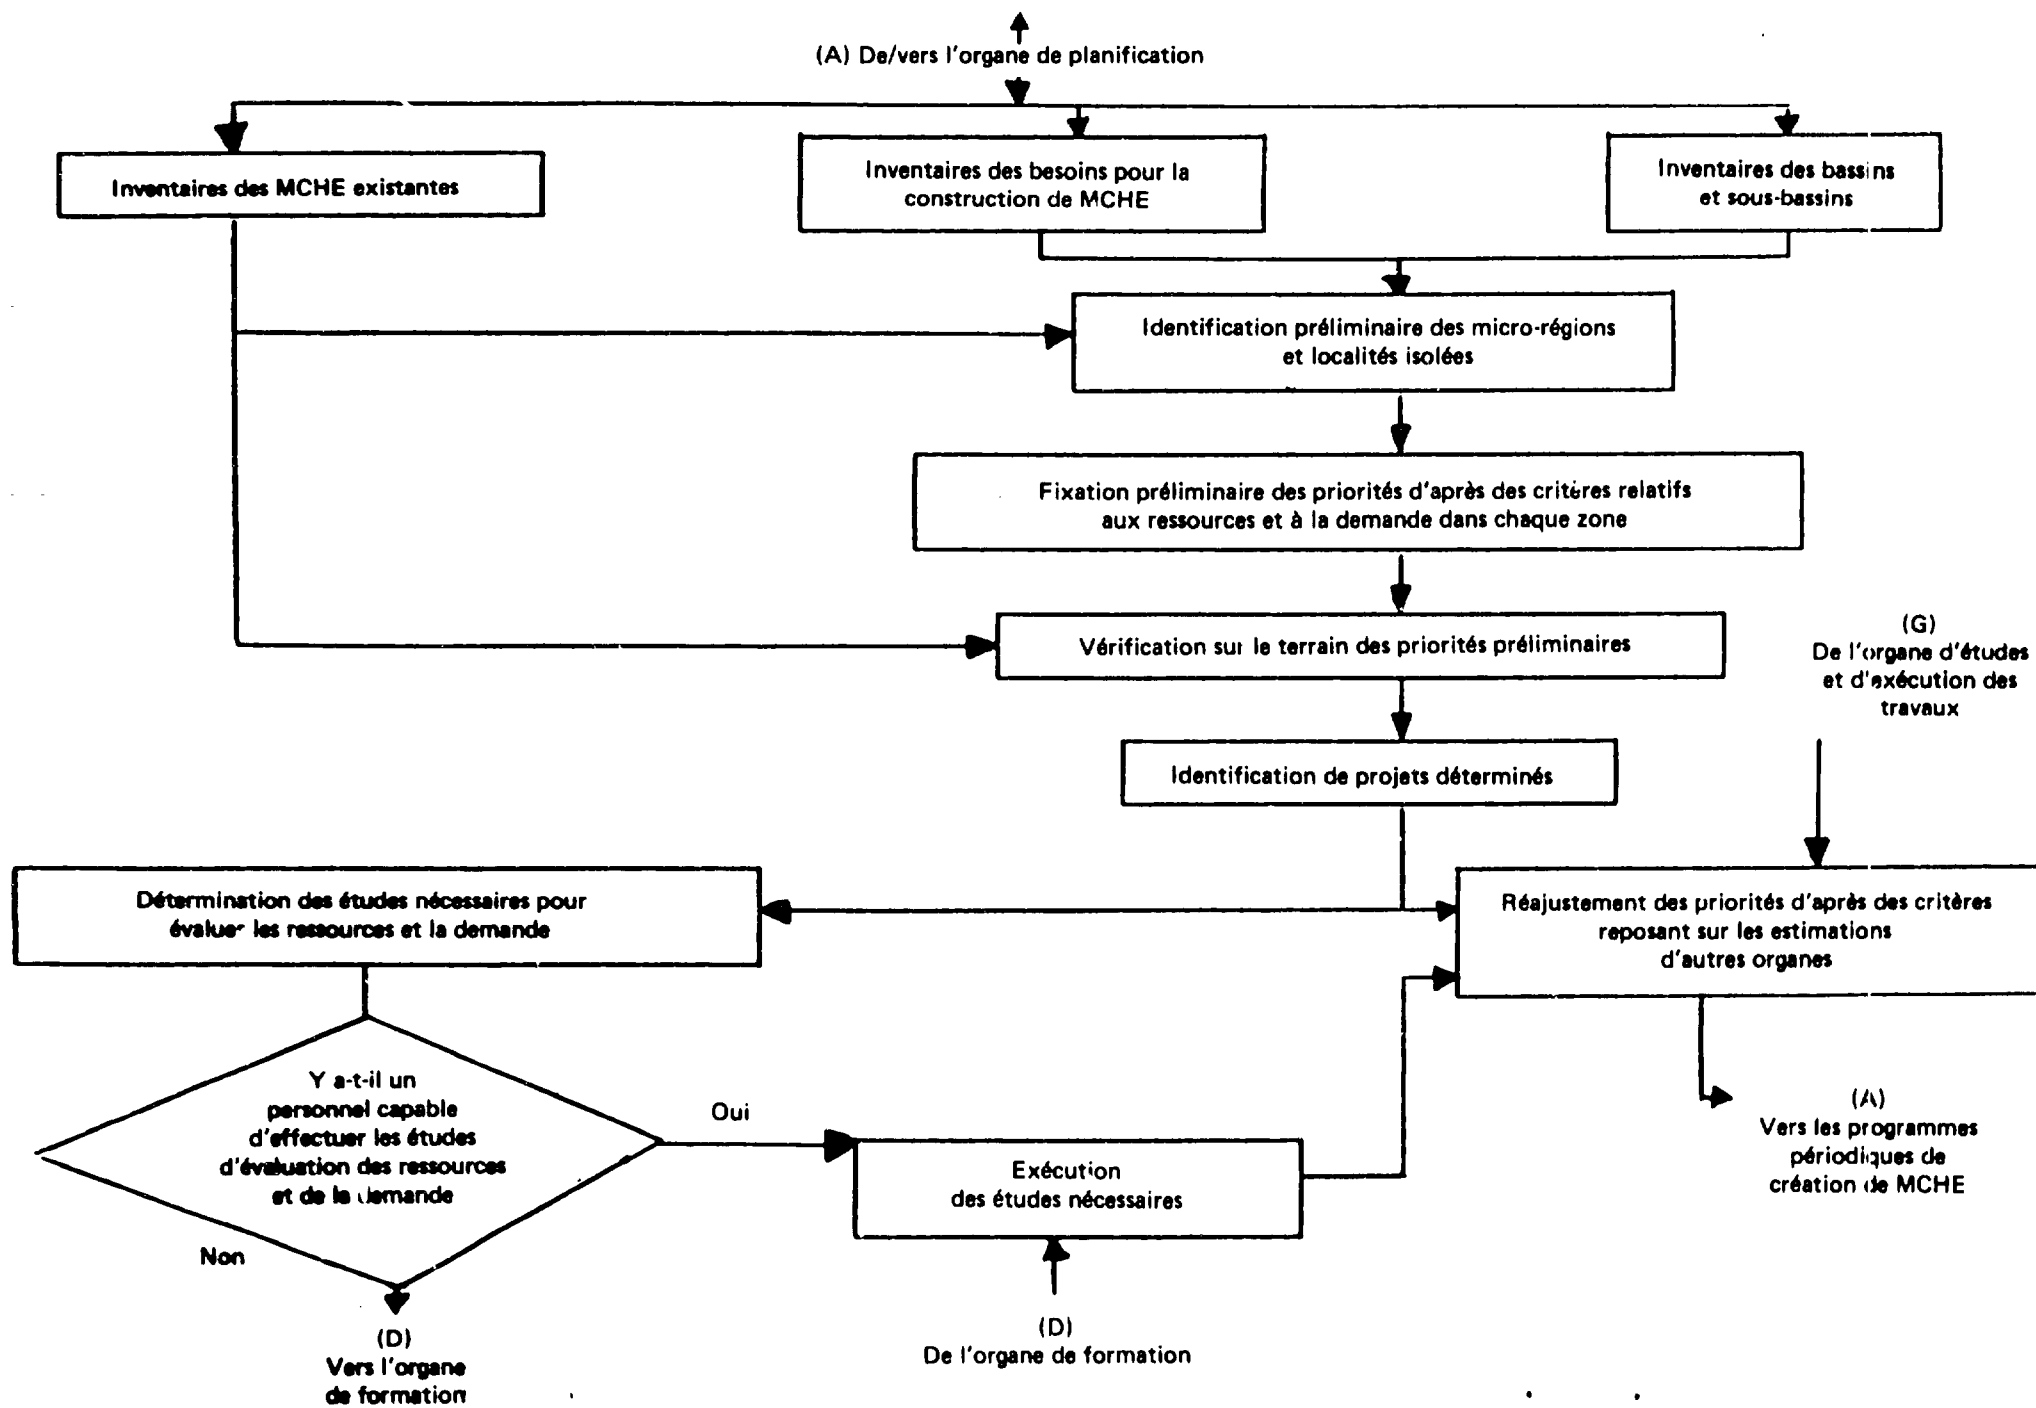 (A) De/vers l'organe de planification
Inventaires des MCHE existantes
Inventaires des besoins pour la
construction de MCHE
Inventaires des bassins
et sous-bassins
Identification préliminaire des micro-régions
et localités isolées
Fixation préliminaire des priorités d'après des critères relatifs
aux ressources et à la demande dans chaque zone
Vérification sur le terrain des priorités préliminaires
(G)
De l'organe d'études
et d'exécution des
travaux
Identification de projets déterminés
Détermination des études nécessaires pour
évaluer les ressources et la demande
Réajustement des priorités d'après des critères
reposant sur les estimations
d'autres organes
Y a-t-il un
personnel capable
d'effectuer les études
d'évaluation des ressources
et de la demande
Oui
Non
Exécution
des études nécessaires
(A)
Vers les programmes
périodiques de
création de MCHE
(D)
Vers l'organe
de formation
(D)
De l'organe de formation